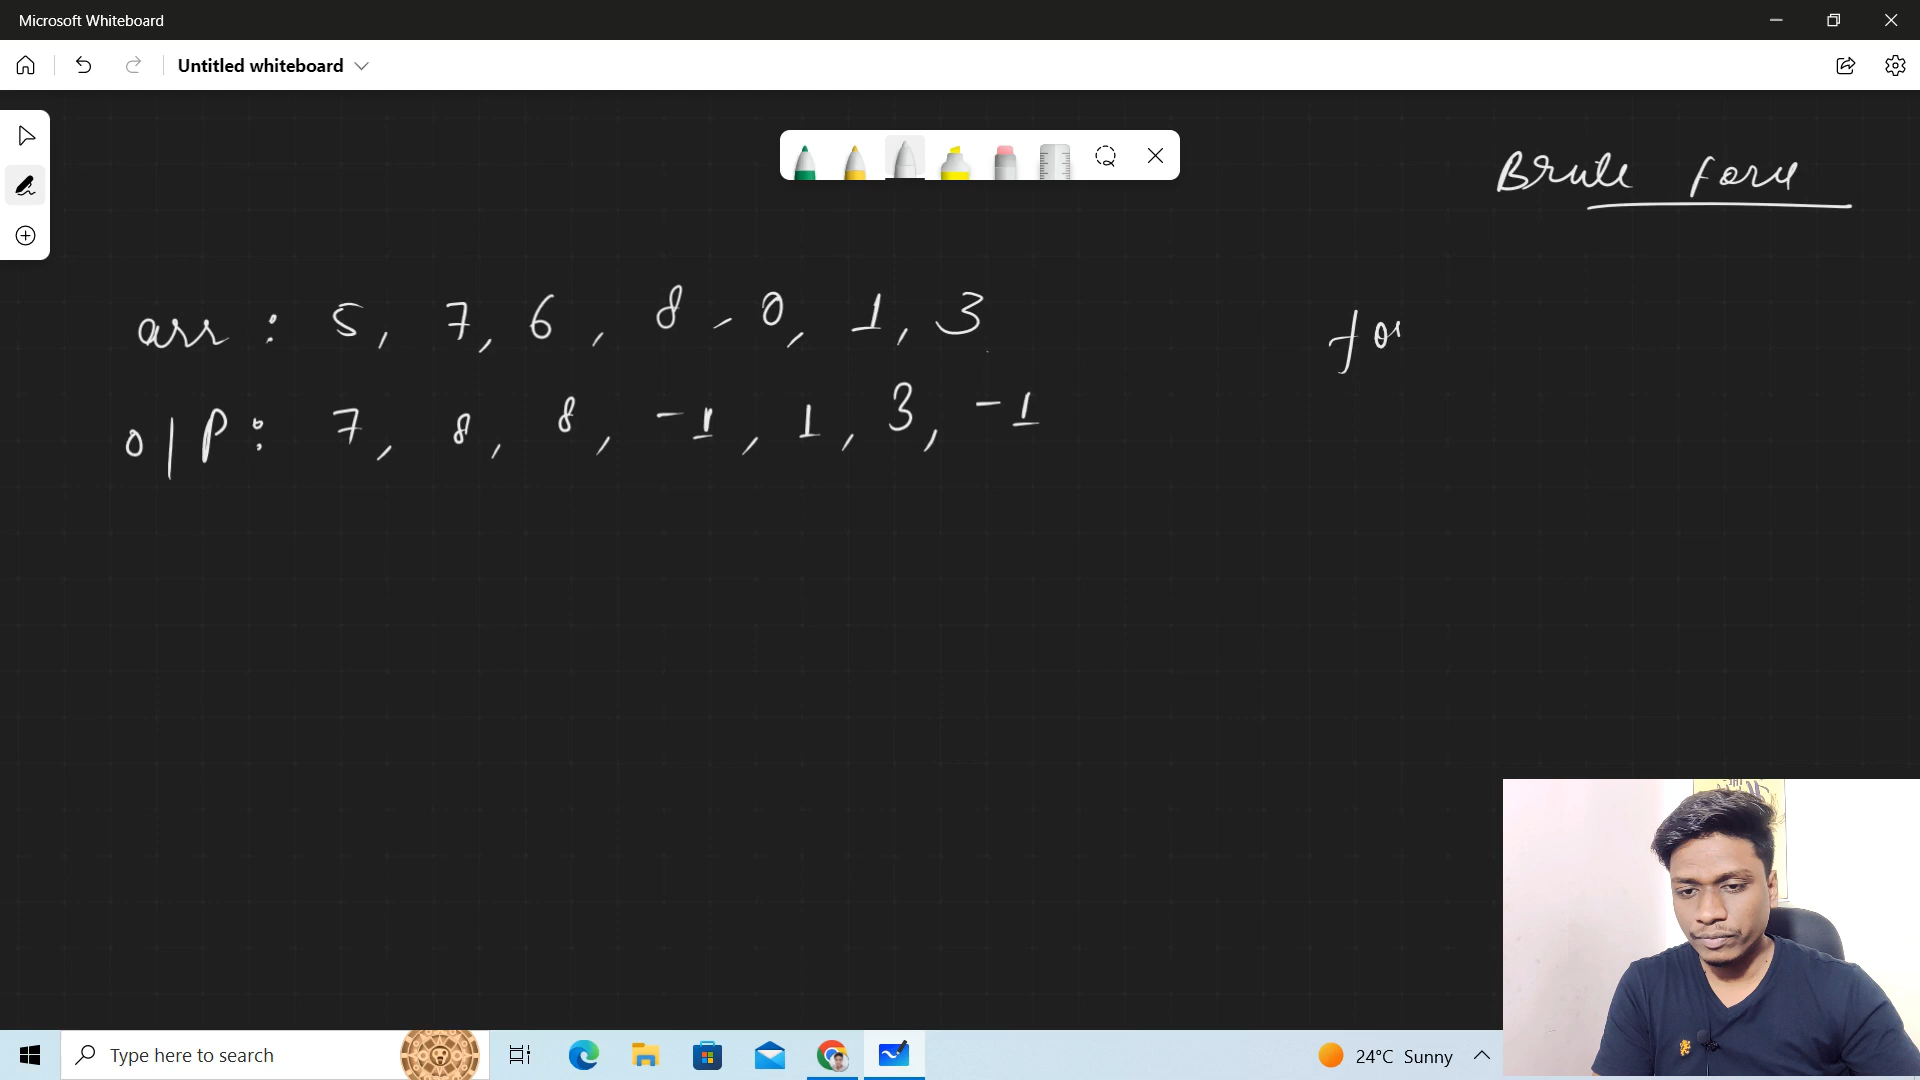 Microsoft Whiteboard
Untitled whiteboard
Brute Force
arr : 5, 7, 6, 8, 0, 1, 3
for
o/p : 7, 8, 8, -1, 1, 3, -1
Type here to search
24°C Sunny